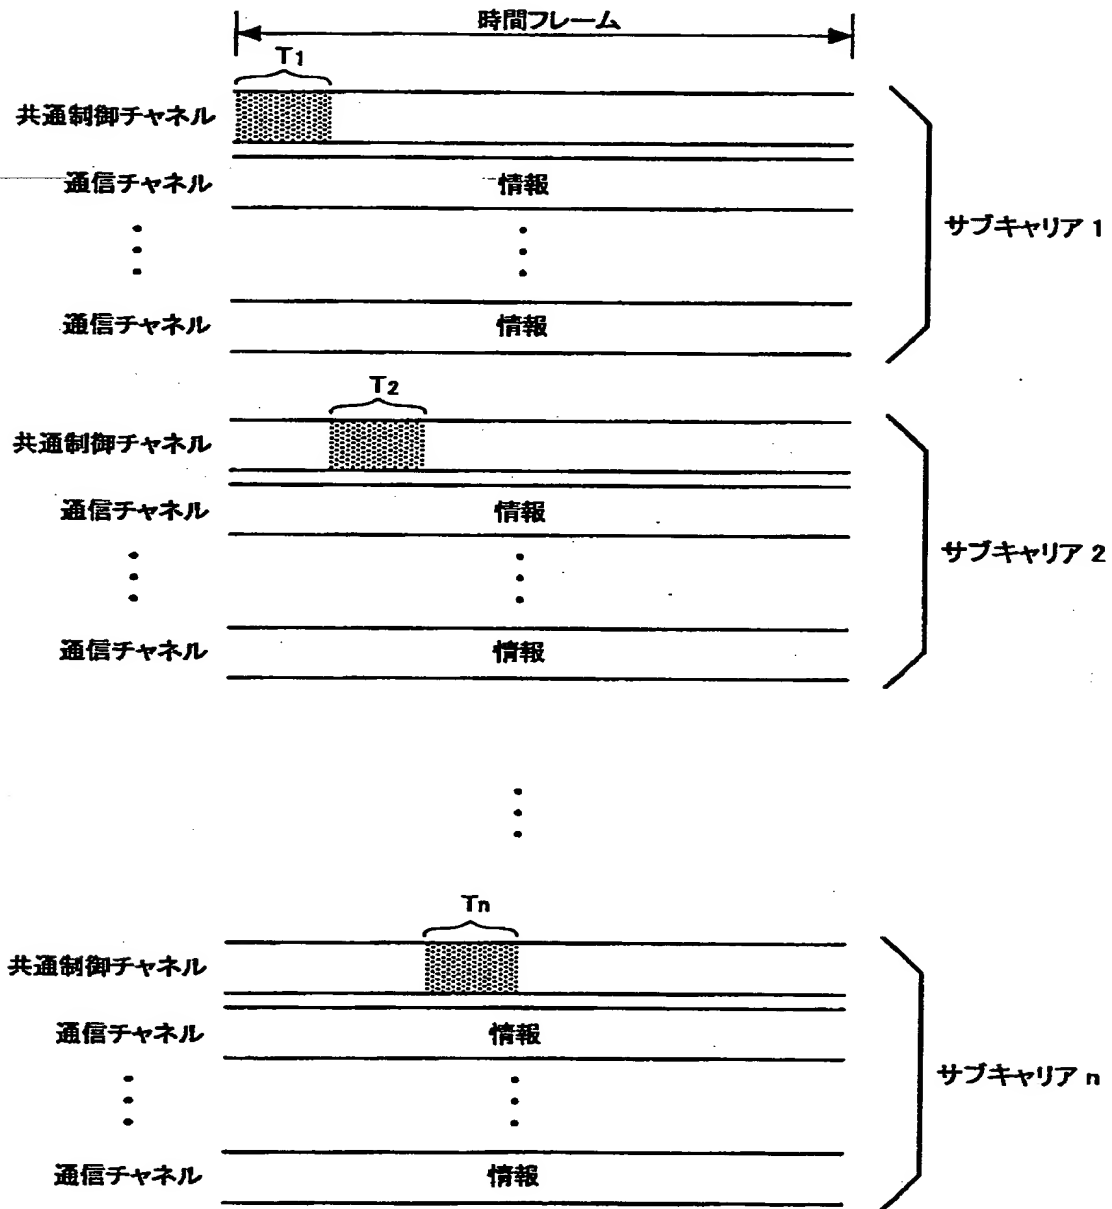 時間フレーム
T1
共通制御チャネル
通信チャネル 情報
サブキャリア 1
通信チャネル 情報
T2
共通制御チャネル
通信チャネル 情報
サブキャリア 2
通信チャネル 情報
Tn
共通制御チャネル
通信チャネル 情報
サブキャリア n
通信チャネル 情報